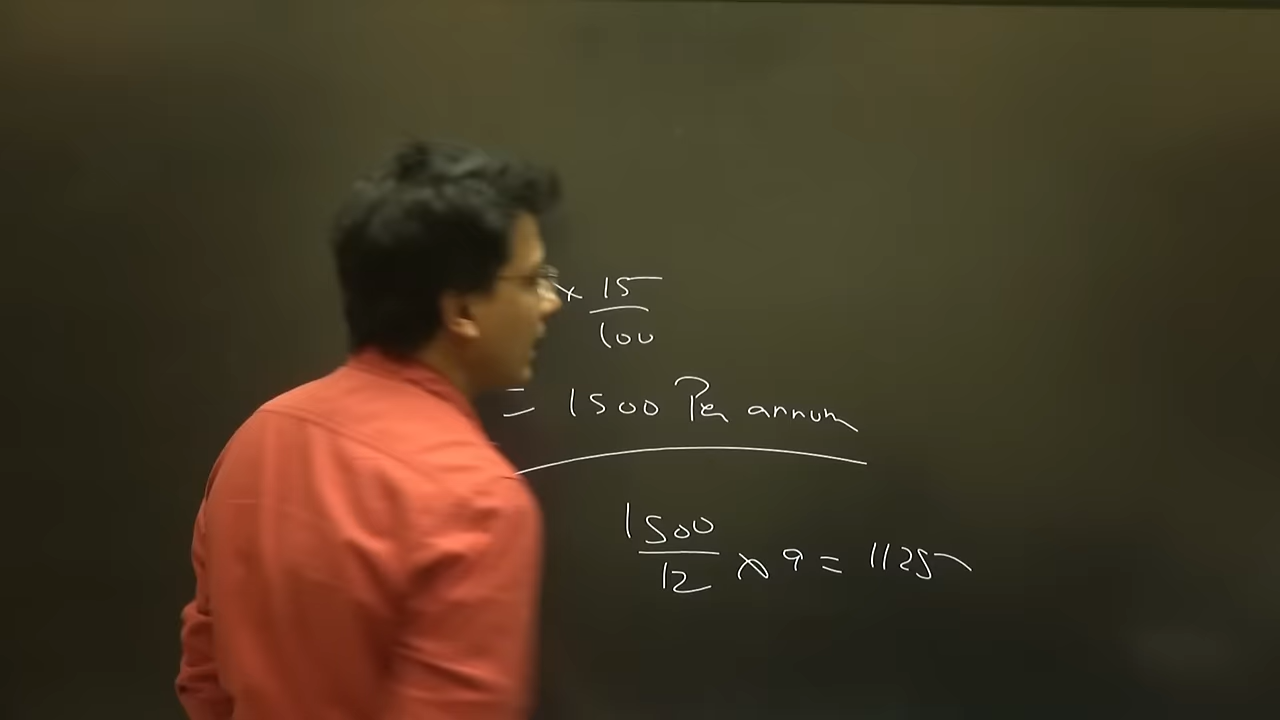 × 15/100
= 1500 Per annum
1500/12 × 9 = 1125